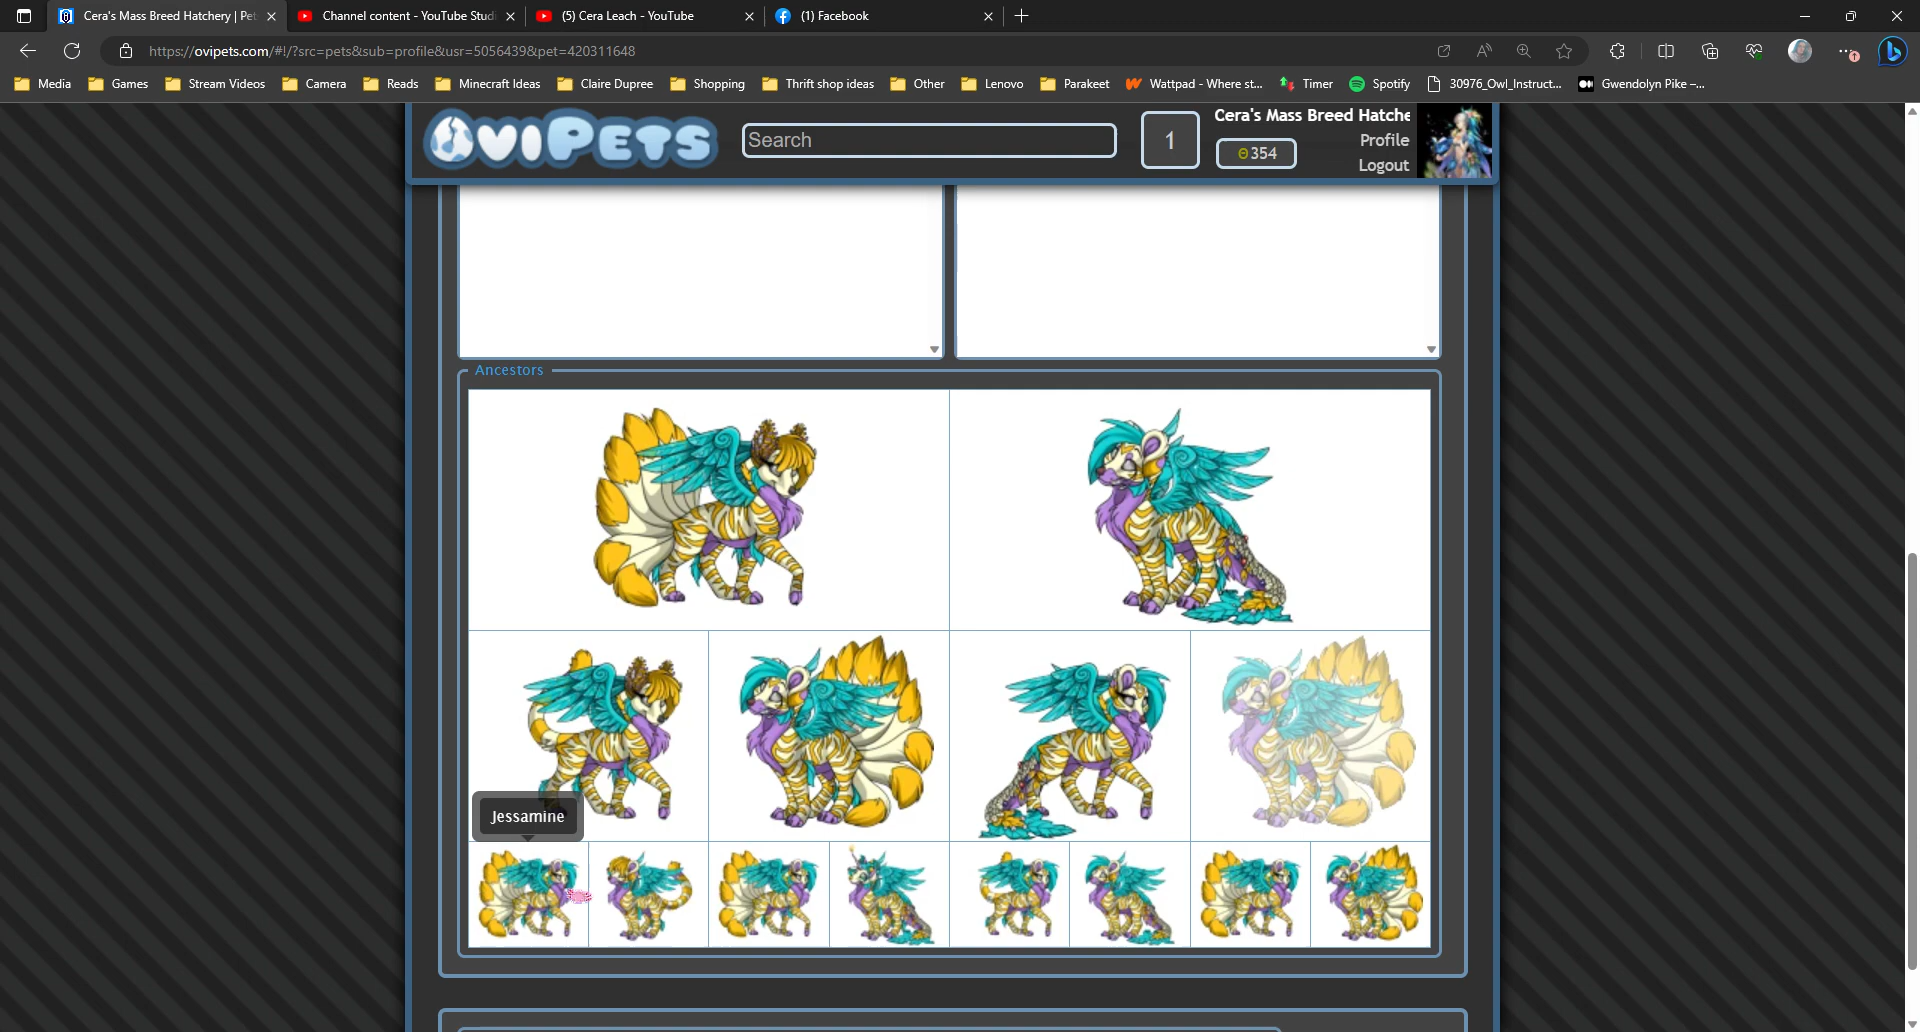 Cera's Mass Breed Hatchery | Pet
Channel content - YouTube Studi
(5) Cera Leach - YouTube
(1) Facebook
https://ovipets.com/#!/?src=pets&sub=profile&usr=5056439&pet=420311648
Media
Games
Stream Videos
Camera
Reads
Minecraft Ideas
Claire Dupree
Shopping
Thrift shop ideas
Other
Lenovo
Parakeet
Wattpad - Where st...
Timer
Spotify
30976_Owl_Instruct...
Gwendolyn Pike –...
OviPets
Search
1
Cera's Mass Breed Hatche
354
Profile
Logout
Ancestors
Jessamine